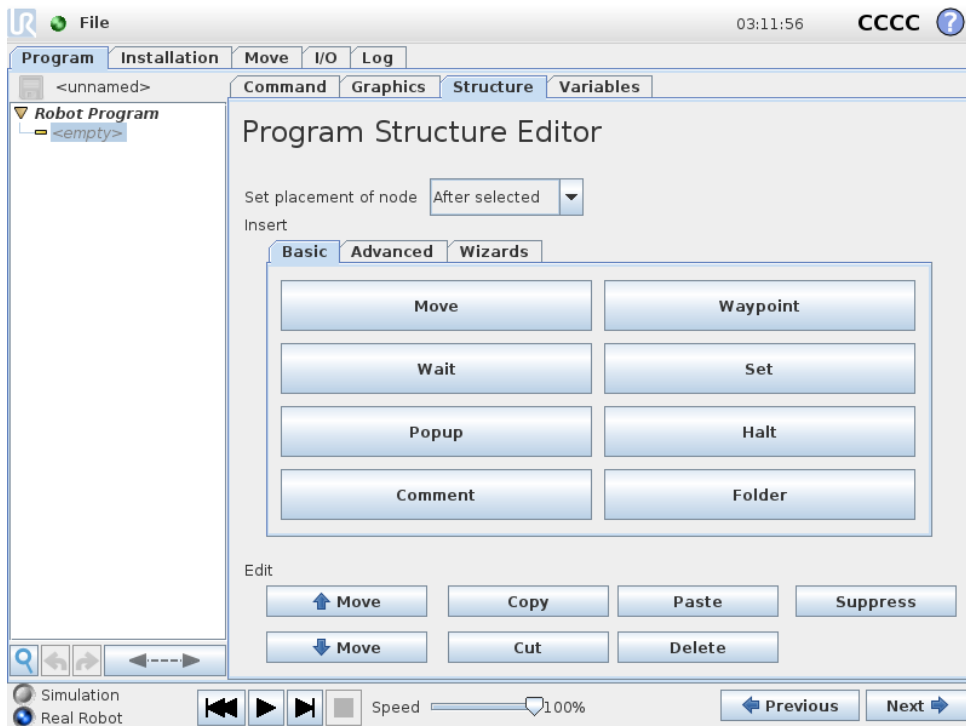 UR File 03:11:56 CCCC ?
Program Installation Move I/O Log
<unnamed> Command Graphics Structure Variables
Robot Program
<empty>
Program Structure Editor
Set placement of node After selected
Insert
Basic Advanced Wizards
Move Waypoint
Wait Set
Popup Halt
Comment Folder
Edit
Move Copy Paste Suppress
Move Cut Delete
Simulation
Real Robot
Speed 100% Previous Next